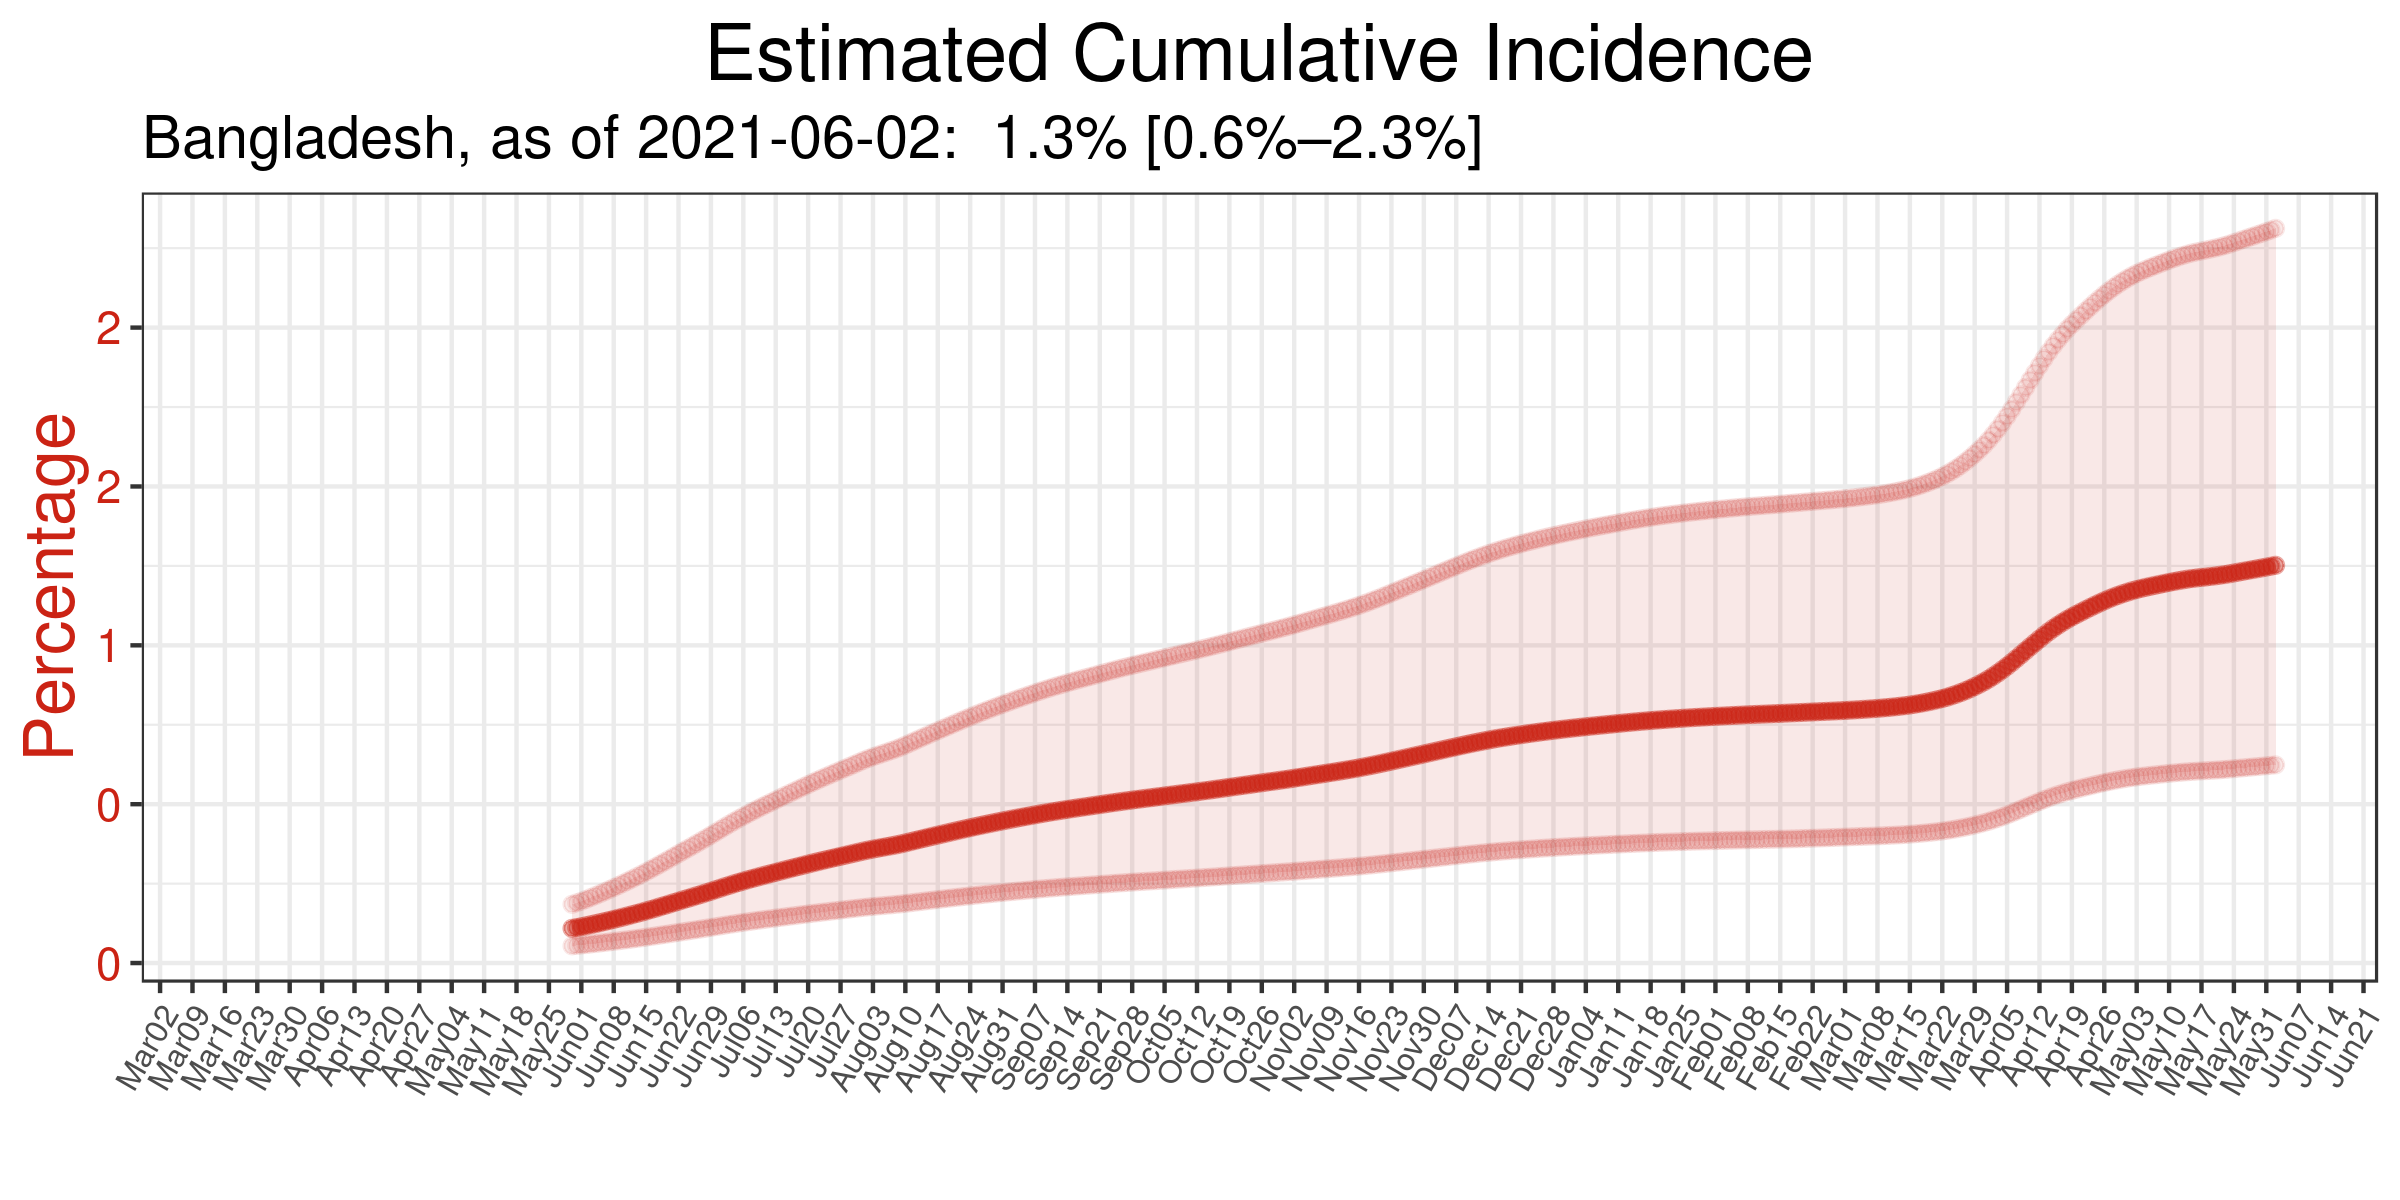 Estimated Cumulative Incidence
Bangladesh, as of 2021-06-02:  1.3% [0.6%–2.3%]
Percentage
2
2
1
0
0
Mar02
Mar09
Mar16
Mar23
Mar30
Apr06
Apr13
Apr20
Apr27
May04
May11
May18
May25
Jun01
Jun08
Jun15
Jun22
Jun29
Jul06
Jul13
Jul20
Jul27
Aug03
Aug10
Aug17
Aug24
Aug31
Sep07
Sep14
Sep21
Sep28
Oct05
Oct12
Oct19
Oct26
Nov02
Nov09
Nov16
Nov23
Nov30
Dec07
Dec14
Dec21
Dec28
Jan04
Jan11
Jan18
Jan25
Feb01
Feb08
Feb15
Feb22
Mar01
Mar08
Mar15
Mar22
Mar29
Apr05
Apr12
Apr19
Apr26
May03
May10
May17
May24
May31
Jun07
Jun14
Jun21